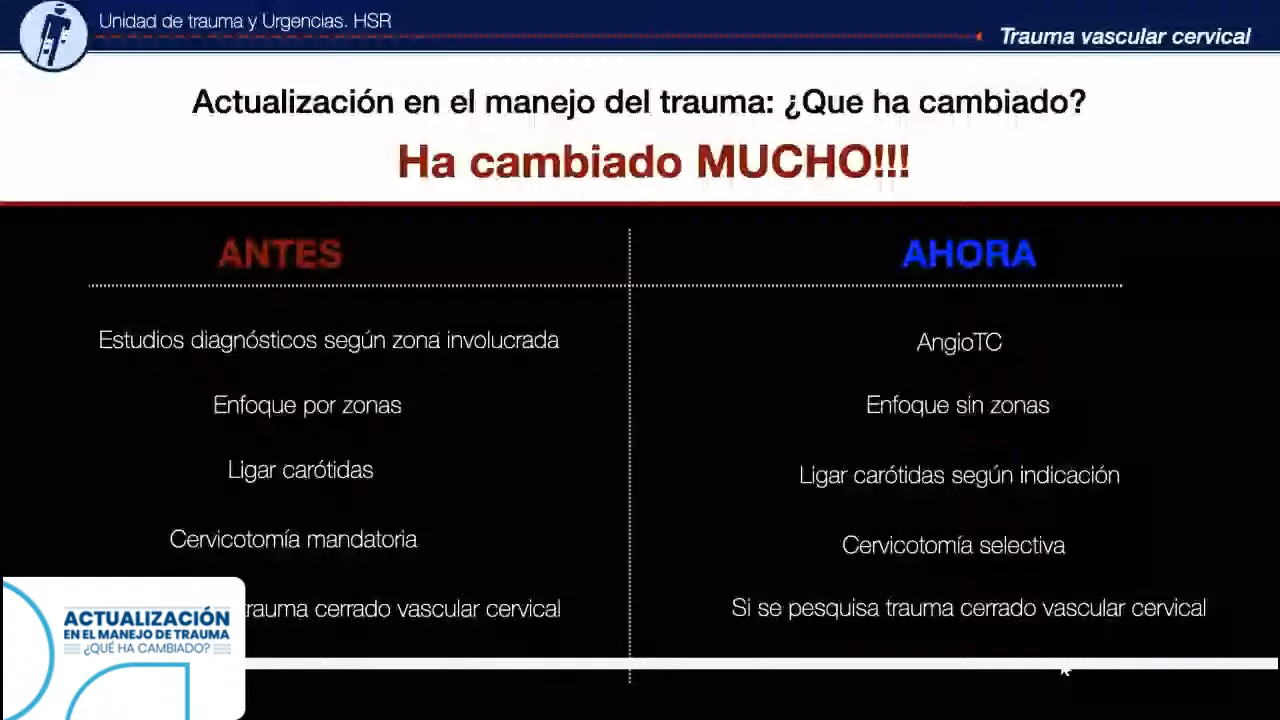 Unidad de trauma y Urgencias. HSR
Trauma vascular cervical
Actualización en el manejo del trauma: ¿Que ha cambiado?
Ha cambiado MUCHO!!!
ANTES
AHORA
Estudios diagnósticos según zona involucrada
AngioTC
Enfoque por zonas
Enfoque sin zonas
Ligar carótidas
Ligar carótidas según indicación
Cervicotomía mandatoria
Cervicotomía selectiva
trauma cerrado vascular cervical
Si se pesquisa trauma cerrado vascular cervical
ACTUALIZACIÓN
EN EL MANEJO DE TRAUMA
¿QUÉ HA CAMBIADO?